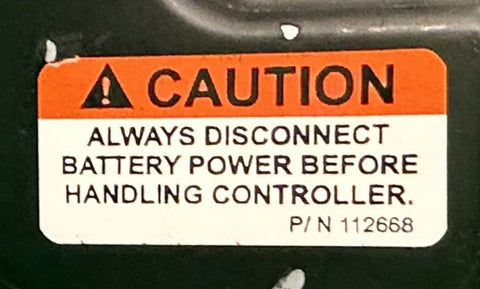 CAUTION
ALWAYS DISCONNECT
BATTERY POWER BEFORE
HANDLING CONTROLLER.
P/N 112668